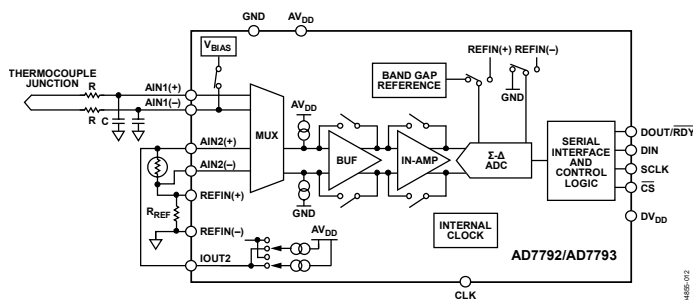 GND AVDD
VBIAS
REFIN(+) REFIN(–)
THERMOCOUPLE
JUNCTION
R
R
C
AIN1(+)
AIN1(–)
BAND GAP
REFERENCE
GND
AVDD
MUX
BUF
IN-AMP
Σ-Δ
ADC
SERIAL
INTERFACE
AND
CONTROL
LOGIC
DOUT/RDY
DIN
SCLK
CS
DVDD
AIN2(+)
AIN2(–)
REFIN(+)
RREF
REFIN(–)
IOUT2
GND
AVDD
INTERNAL
CLOCK
AD7792/AD7793
CLK